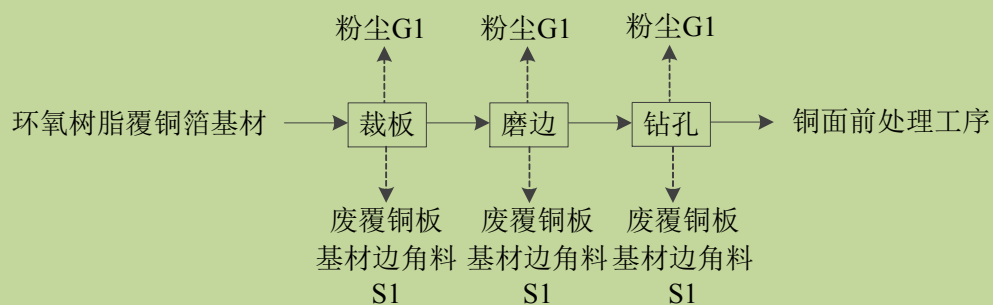 粉尘G1
粉尘G1
粉尘G1
环氧树脂覆铜箔基材
裁板
磨边
钻孔
铜面前处理工序
废覆铜板
基材边角料
S1
废覆铜板
基材边角料
S1
废覆铜板
基材边角料
S1